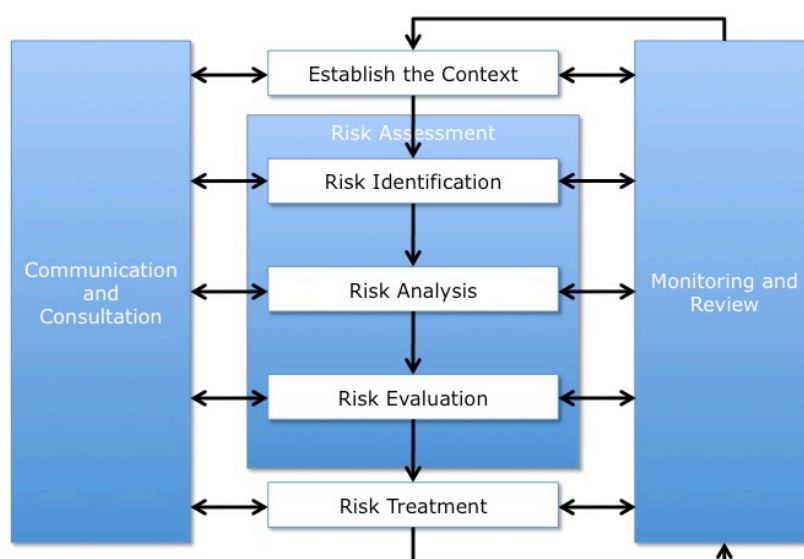 Establish the Context
Risk Assessment
Risk Identification
Communication
and
Consultation
Risk Analysis
Monitoring and
Review
Risk Evaluation
Risk Treatment